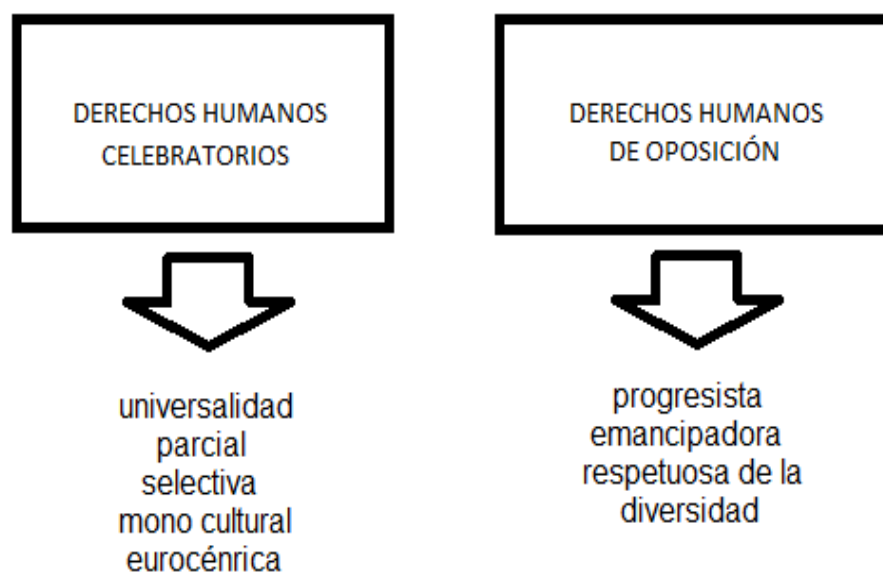 DERECHOS HUMANOS
CELEBRATORIOS
DERECHOS HUMANOS
DE OPOSICIÓN
universalidad
parcial
selectiva
mono cultural
eurocénrica
progresista
emancipadora
respetuosa de la
diversidad